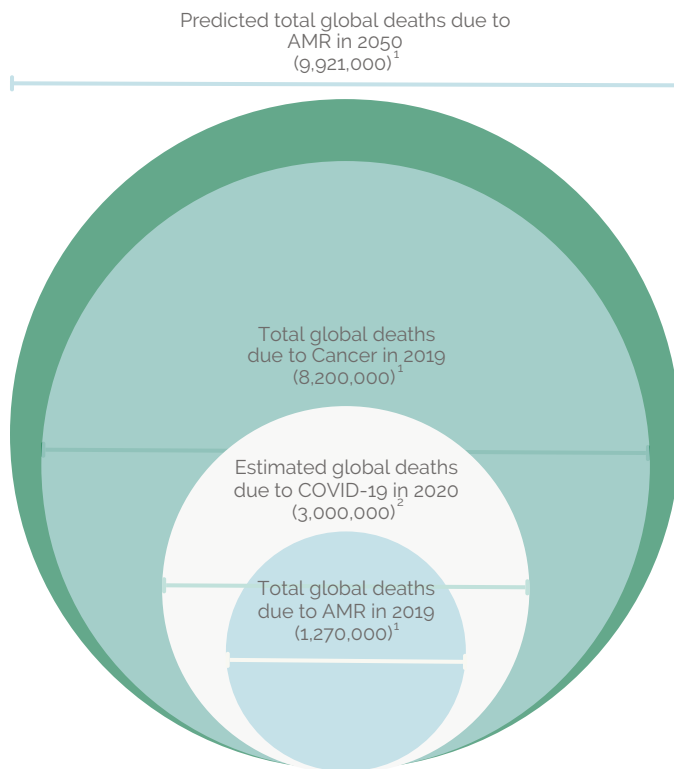 Predicted total global deaths due to
AMR in 2050
(9,921,000)¹
Total global deaths
due to Cancer in 2019
(8,200,000)¹
Estimated global deaths
due to COVID-19 in 2020
(3,000,000)²
Total global deaths
due to AMR in 2019
(1,270,000)¹